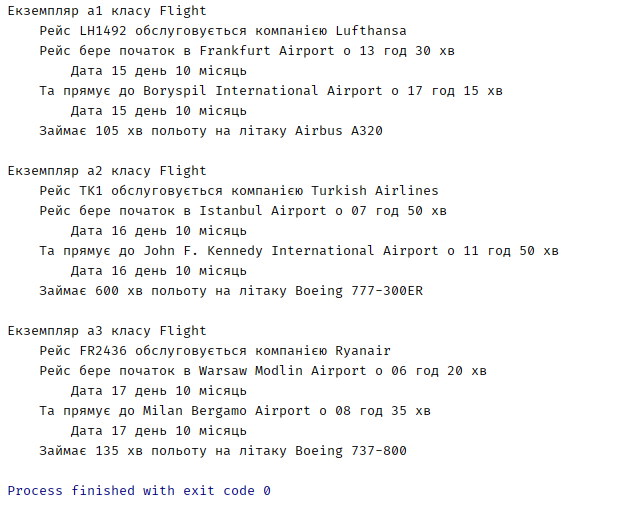 Екземпляр a1 класу Flight
Рейс LH1492 обслуговується компанією Lufthansa
Рейс бере початок в Frankfurt Airport о 13 год 30 хв
Дата 15 день 10 місяць
Та прямує до Boryspil International Airport о 17 год 15 хв
Дата 15 день 10 місяць
Займає 105 хв польоту на літаку Airbus A320
Екземпляр a2 класу Flight
Рейс TK1 обслуговується компанією Turkish Airlines
Рейс бере початок в Istanbul Airport о 07 год 50 хв
Дата 16 день 10 місяць
Та прямує до John F. Kennedy International Airport о 11 год 50 хв
Дата 16 день 10 місяць
Займає 600 хв польоту на літаку Boeing 777-300ER
Екземпляр a3 класу Flight
Рейс FR2436 обслуговується компанією Ryanair
Рейс бере початок в Warsaw Modlin Airport о 06 год 20 хв
Дата 17 день 10 місяць
Та прямує до Milan Bergamo Airport о 08 год 35 хв
Дата 17 день 10 місяць
Займає 135 хв польоту на літаку Boeing 737-800
Process finished with exit code 0